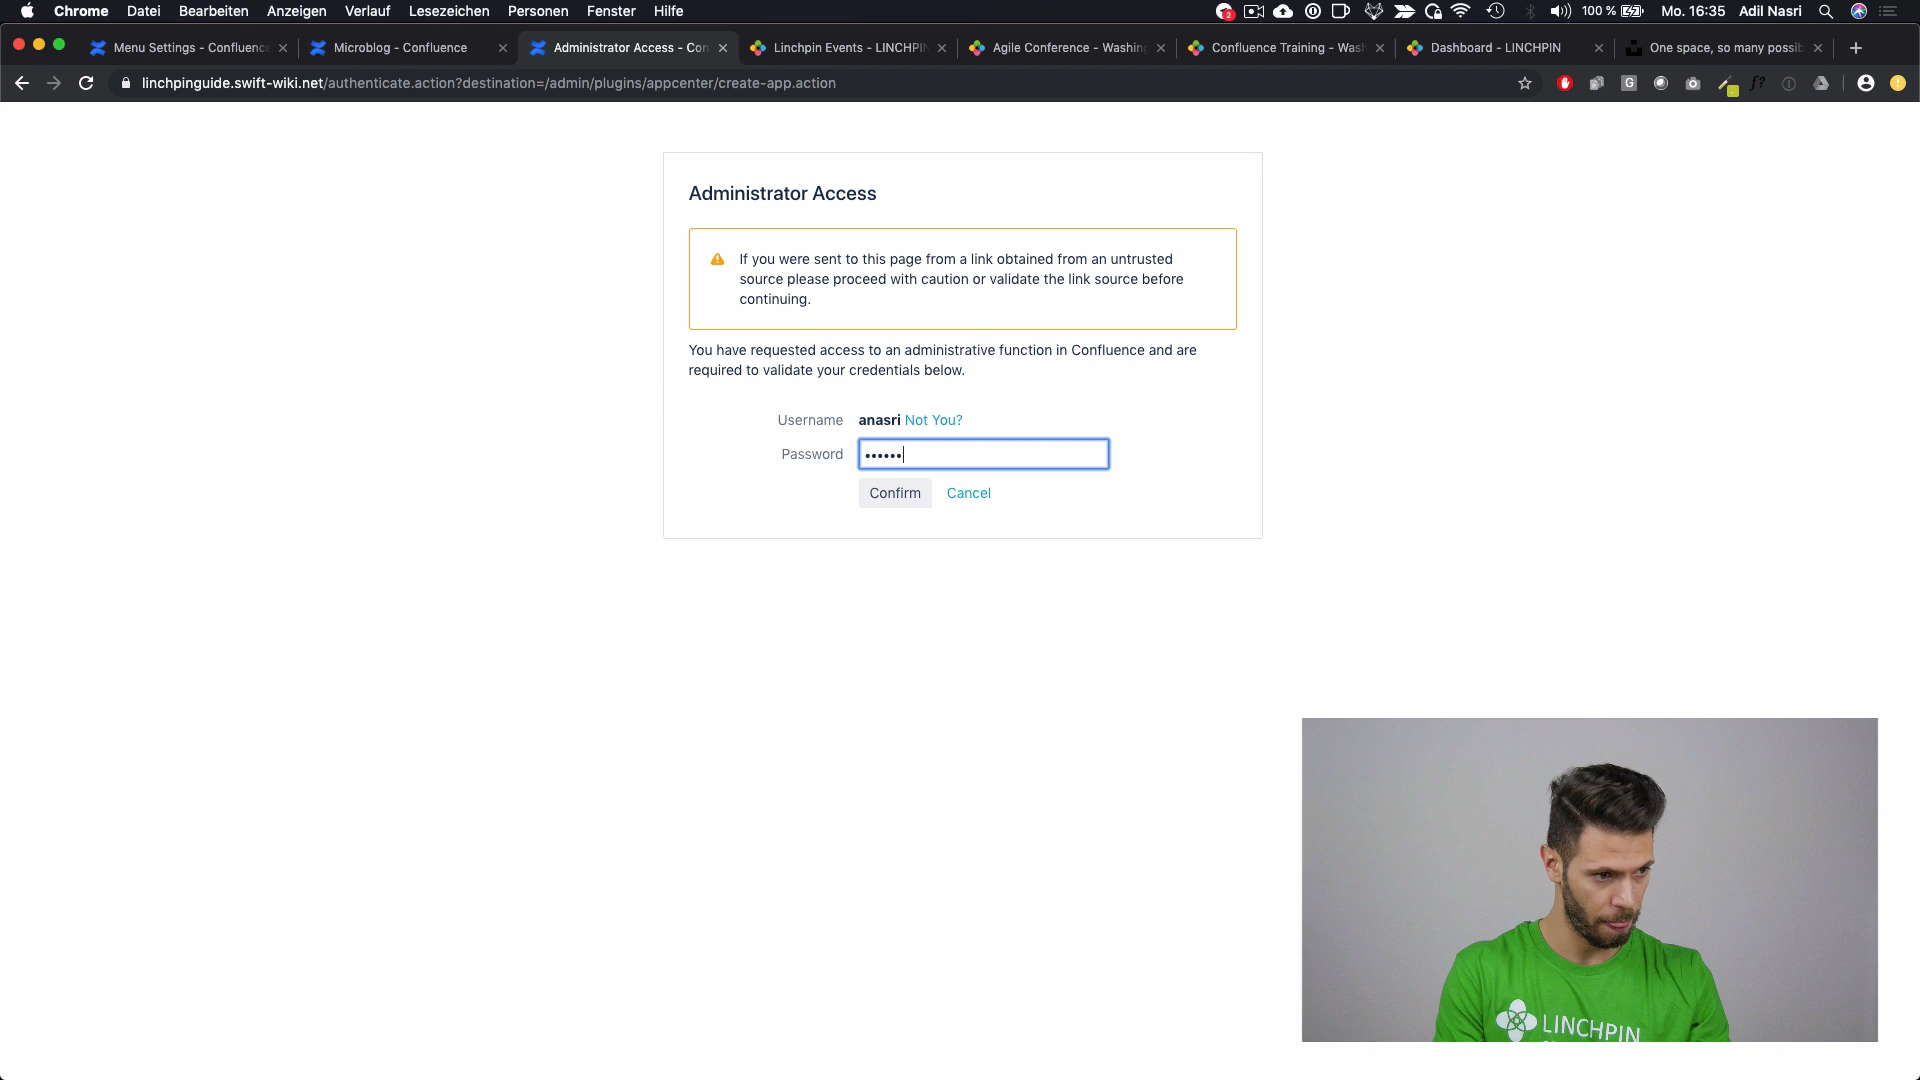 Chrome Datei Bearbeiten Anzeigen Verlauf Lesezeichen Personen Fenster Hilfe 2 100 % Mo. 16:35 Adil Nasri
Menu Settings - Confluence Microblog - Confluence Administrator Access - Con Linchpin Events - LINCHPIN Agile Conference - Washing Confluence Training - Wash Dashboard - LINCHPIN One space, so many possib
linchpinguide.swift-wiki.net/authenticate.action?destination=/admin/plugins/appcenter/create-app.action
Administrator Access
If you were sent to this page from a link obtained from an untrusted
source please proceed with caution or validate the link source before
continuing.
You have requested access to an administrative function in Confluence and are
required to validate your credentials below.
Username anasri Not You?
Password ••••••
Confirm Cancel
LINCHPIN